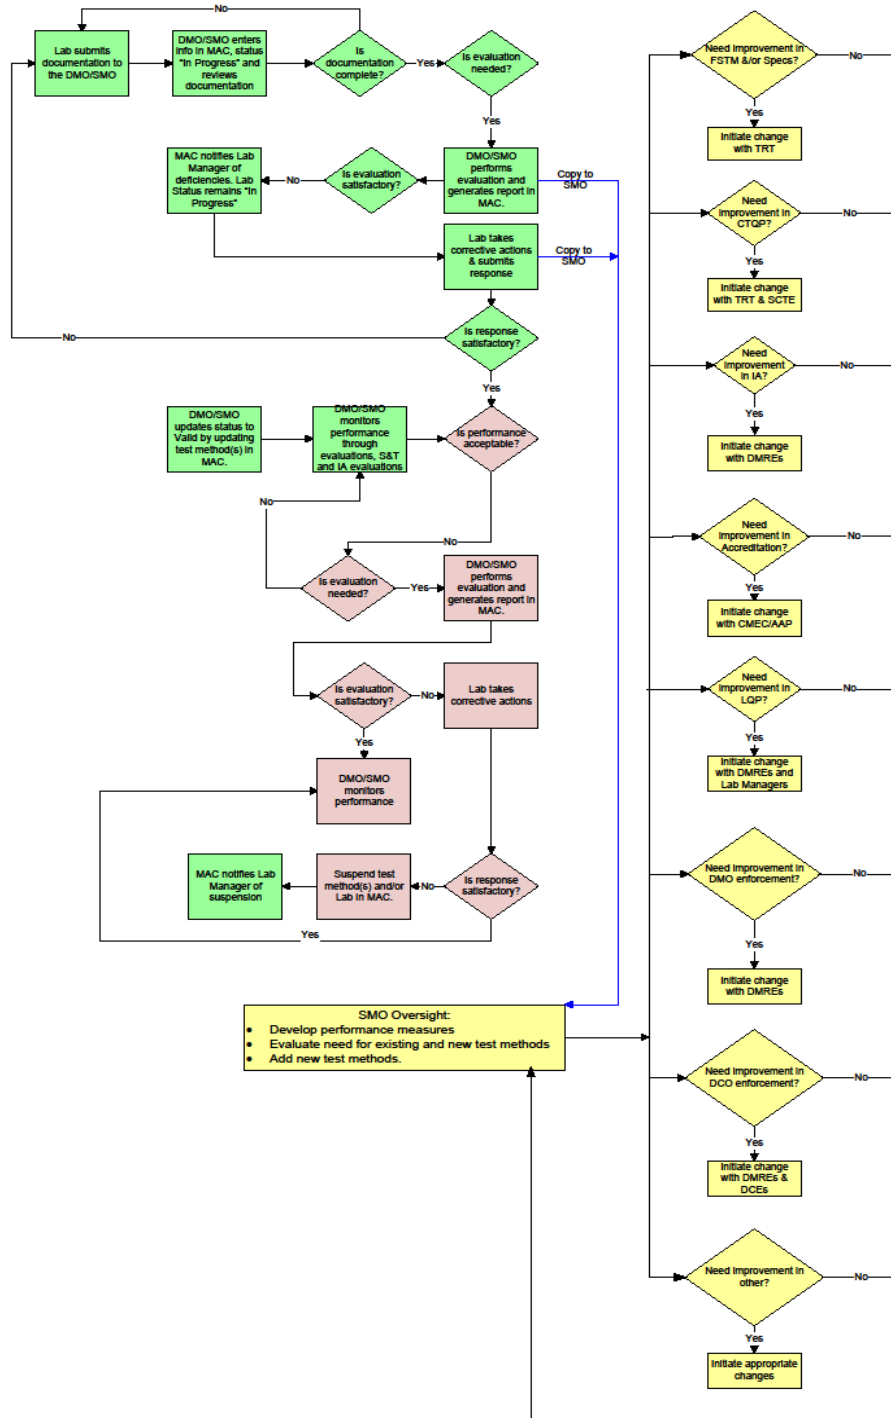 No
Lab submits
documentation to
the DMO/SMO
DMO/SMO enters
info in MAC, status
"In Progress" and
reviews
documentation
Is
documentation
complete?
Yes
Is evaluation
needed?
Yes
MAC notifies Lab
Manager of
deficiencies. Lab
Status remains "In
Progress"
No
Is evaluation
satisfactory?
DMO/SMO
performs
evaluation and
generates report in
MAC.
Copy to
SMO
Lab takes
corrective actions
& submits
response
Copy to
SMO
No
Is response
satisfactory?
Yes
DMO/SMO
updates status to
Valid by updating
test method(s) in
MAC.
DMO/SMO
monitors
performance
through
evaluations, S&T
and IA evaluations
Is performance
acceptable?
No
No
Is evaluation
needed?
Yes
DMO/SMO
performs
evaluation and
generates report in
MAC.
Is evaluation
satisfactory?
No
Lab takes
corrective actions
Yes
DMO/SMO
monitors
performance
MAC notifies Lab
Manager of
suspension
Suspend test
method(s) and/or
Lab in MAC.
No
Is response
satisfactory?
Yes
SMO Oversight:
• Develop performance measures
• Evaluate need for existing and new test methods
• Add new test methods.
Need Improvement in
FSTM &/or Specs?
No
Yes
Initiate change
with TRT
Need
Improvement in
CTQP?
No
Yes
Initiate change
with TRT & SCTE
Need
Improvement
in IA?
No
Yes
Initiate change
with DMREs
Need
Improvement in
Accreditation?
No
Yes
Initiate change
with CMEC/AAP
Need
Improvement in
LQP?
No
Yes
Initiate change
with DMREs and
Lab Managers
Need Improvement in
DMO enforcement?
No
Yes
Initiate change
with DMREs
Need Improvement in
DCO enforcement?
No
Yes
Initiate change
with DMREs &
DCEs
Need Improvement in
other?
No
Yes
Initiate appropriate
changes